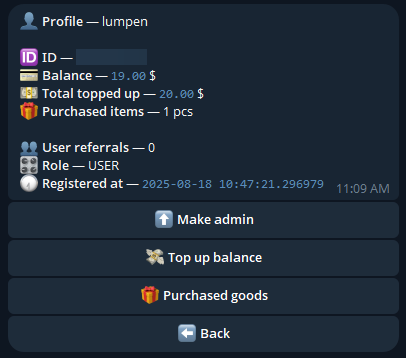 Profile — lumpen
ID ID —
Balance — 19.00 $
Total topped up — 20.00 $
Purchased items — 1 pcs
User referrals — 0
Role — USER
Registered at — 2025-08-18 10:47:21.296979
11:09 AM
Make admin
Top up balance
Purchased goods
Back